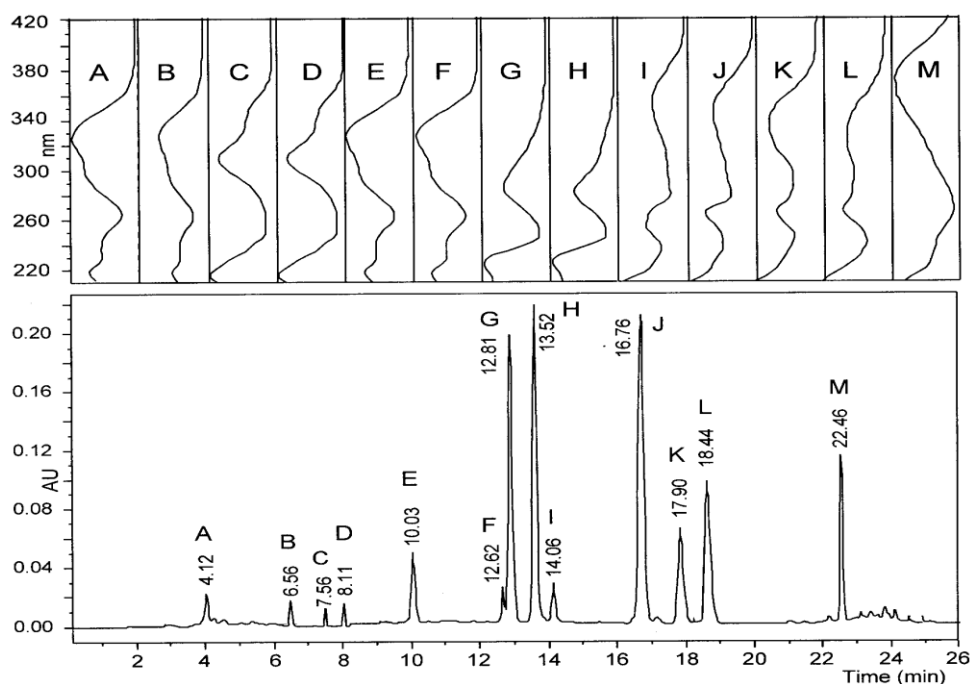 420
380
340
nm
300
260
220
A B C D E F G H I J K L M
0.20
0.16
0.12
AU
0.08
0.04
0.00
A
4.12
B
6.56
C
7.56
D
8.11
E
10.03
F
12.62
G
12.81
H
13.52
I
14.06
J
16.76
K
17.90
L
18.44
M
22.46
2 4 6 8 10 12 14 16 18 20 22 24 26
Time (min)